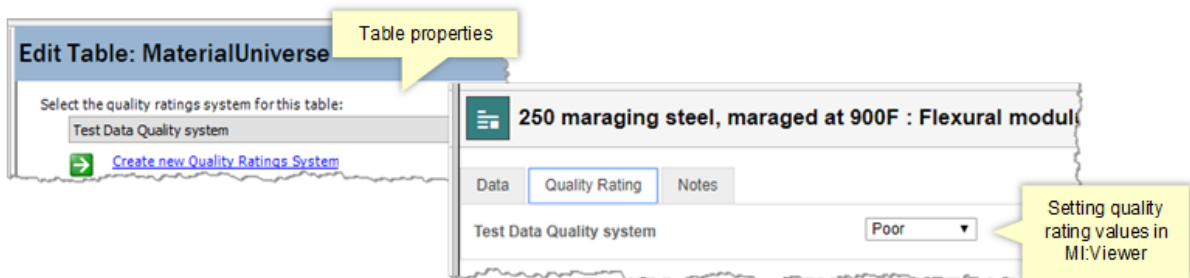 Table properties
Edit Table: MaterialUniverse
Select the quality ratings system for this table:
Test Data Quality system
Create new Quality Ratings System
250 maraging steel, maraged at 900F : Flexural
Data Quality Rating Notes
Test Data Quality system Poor
Setting quality
rating values in
MI:Viewer